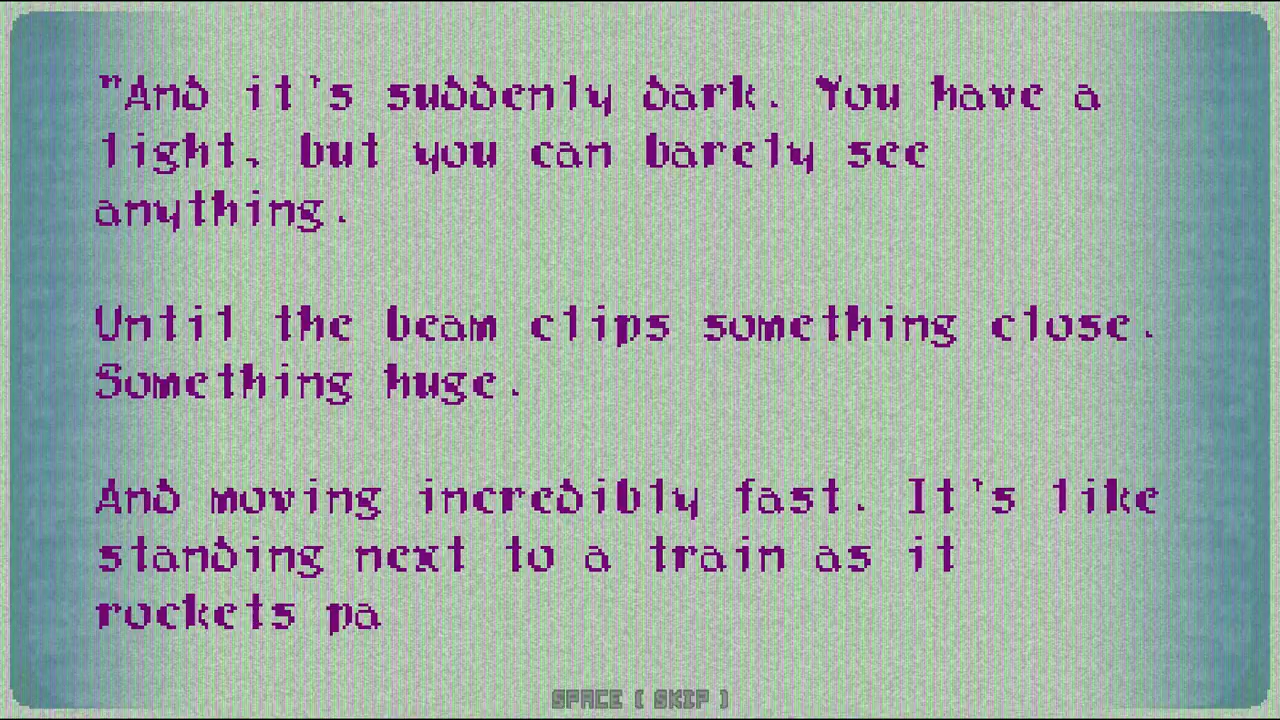 "And it's suddenly dark. You have a
light, but you can barely see
anything.
Until the beam clips something close.
Something huge.
And moving incredibly fast. It's like
standing next to a train as it
rockets pa
SPACE ( SKIP )